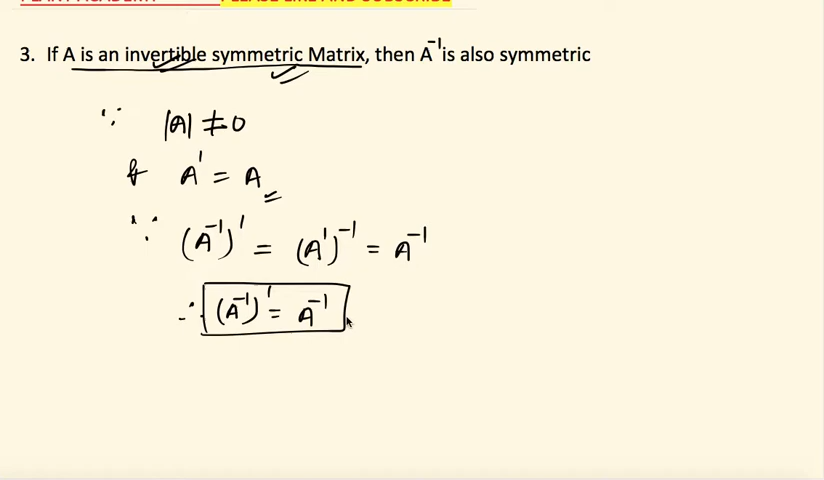 3. If A is an invertible symmetric Matrix, then A⁻¹ is also symmetric
∵ |A| ≠ 0
& A' = A
∵ (A⁻¹)' = (A')⁻¹ = A⁻¹
∴ (A⁻¹)' = A⁻¹